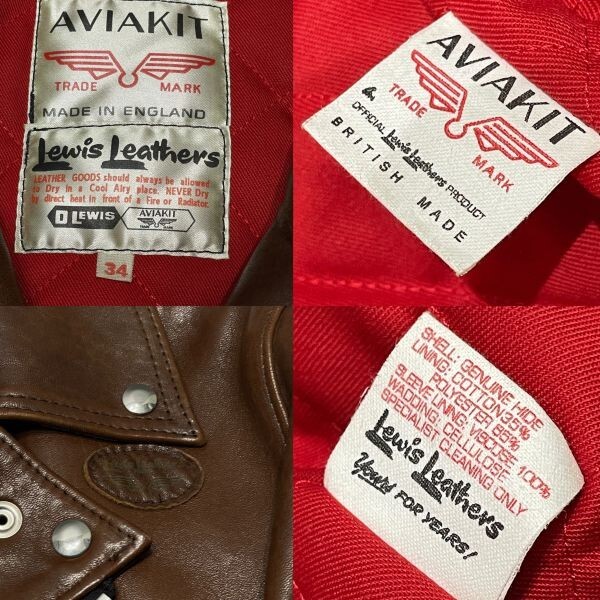 AVIAKIT
TRADE MARK
MADE IN ENGLAND
Lewis Leathers
LEATHER GOODS should always be allowed
to Dry in a Cool Airy place. NEVER Dry
by direct heat in front of a Fire or Radiator.
D LEWIS AVIAKIT
TRADE MARK
34
AVIAKIT
TRADE MARK
OFFICIAL Lewis Leathers PRODUCT
BRITISH MADE
SHELL: GENUINE HIDE
LINING: COTTON 35%
POLYESTER 65%
SLEEVE LINING: VISCOSE 100%
WADDING: CELLULOSE
SPECIALIST CLEANING ONLY
Lewis Leathers
Yours FOR YEARS!